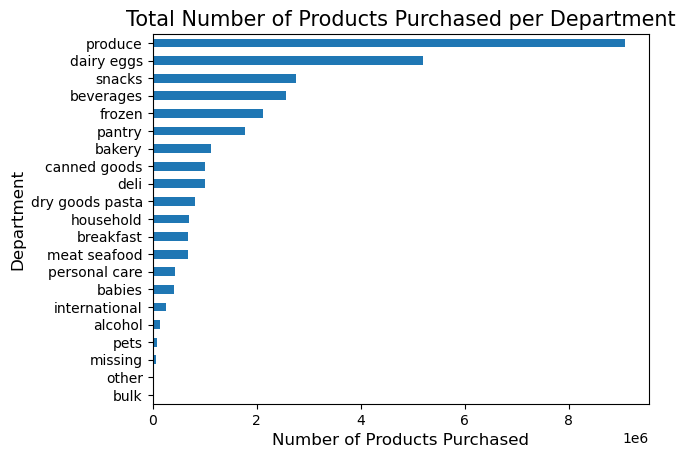 Total Number of Products Purchased per Department
produce
dairy eggs
snacks
beverages
frozen
pantry
bakery
canned goods
deli
dry goods pasta
household
breakfast
meat seafood
personal care
babies
international
alcohol
pets
missing
other
bulk
Department
0 2 4 6 8
1e6
Number of Products Purchased